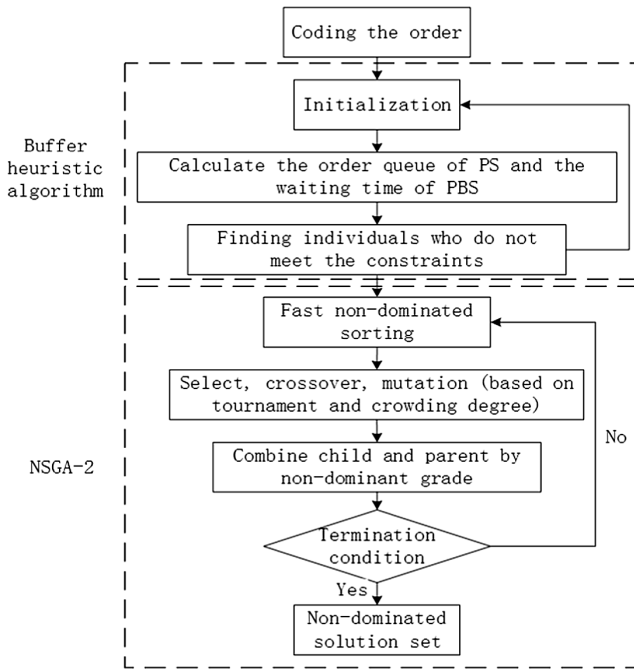 Coding the order
Initialization
Buffer
heuristic
algorithm
Calculate the order queue of PS and the
waiting time of PBS
Finding individuals who do not
meet the constraints
Fast non-dominated
sorting
Select, crossover, mutation (based on
tournament and crowding degree)
No
NSGA-2
Combine child and parent by
non-dominant grade
Termination
condition
Yes
Non-dominated
solution set